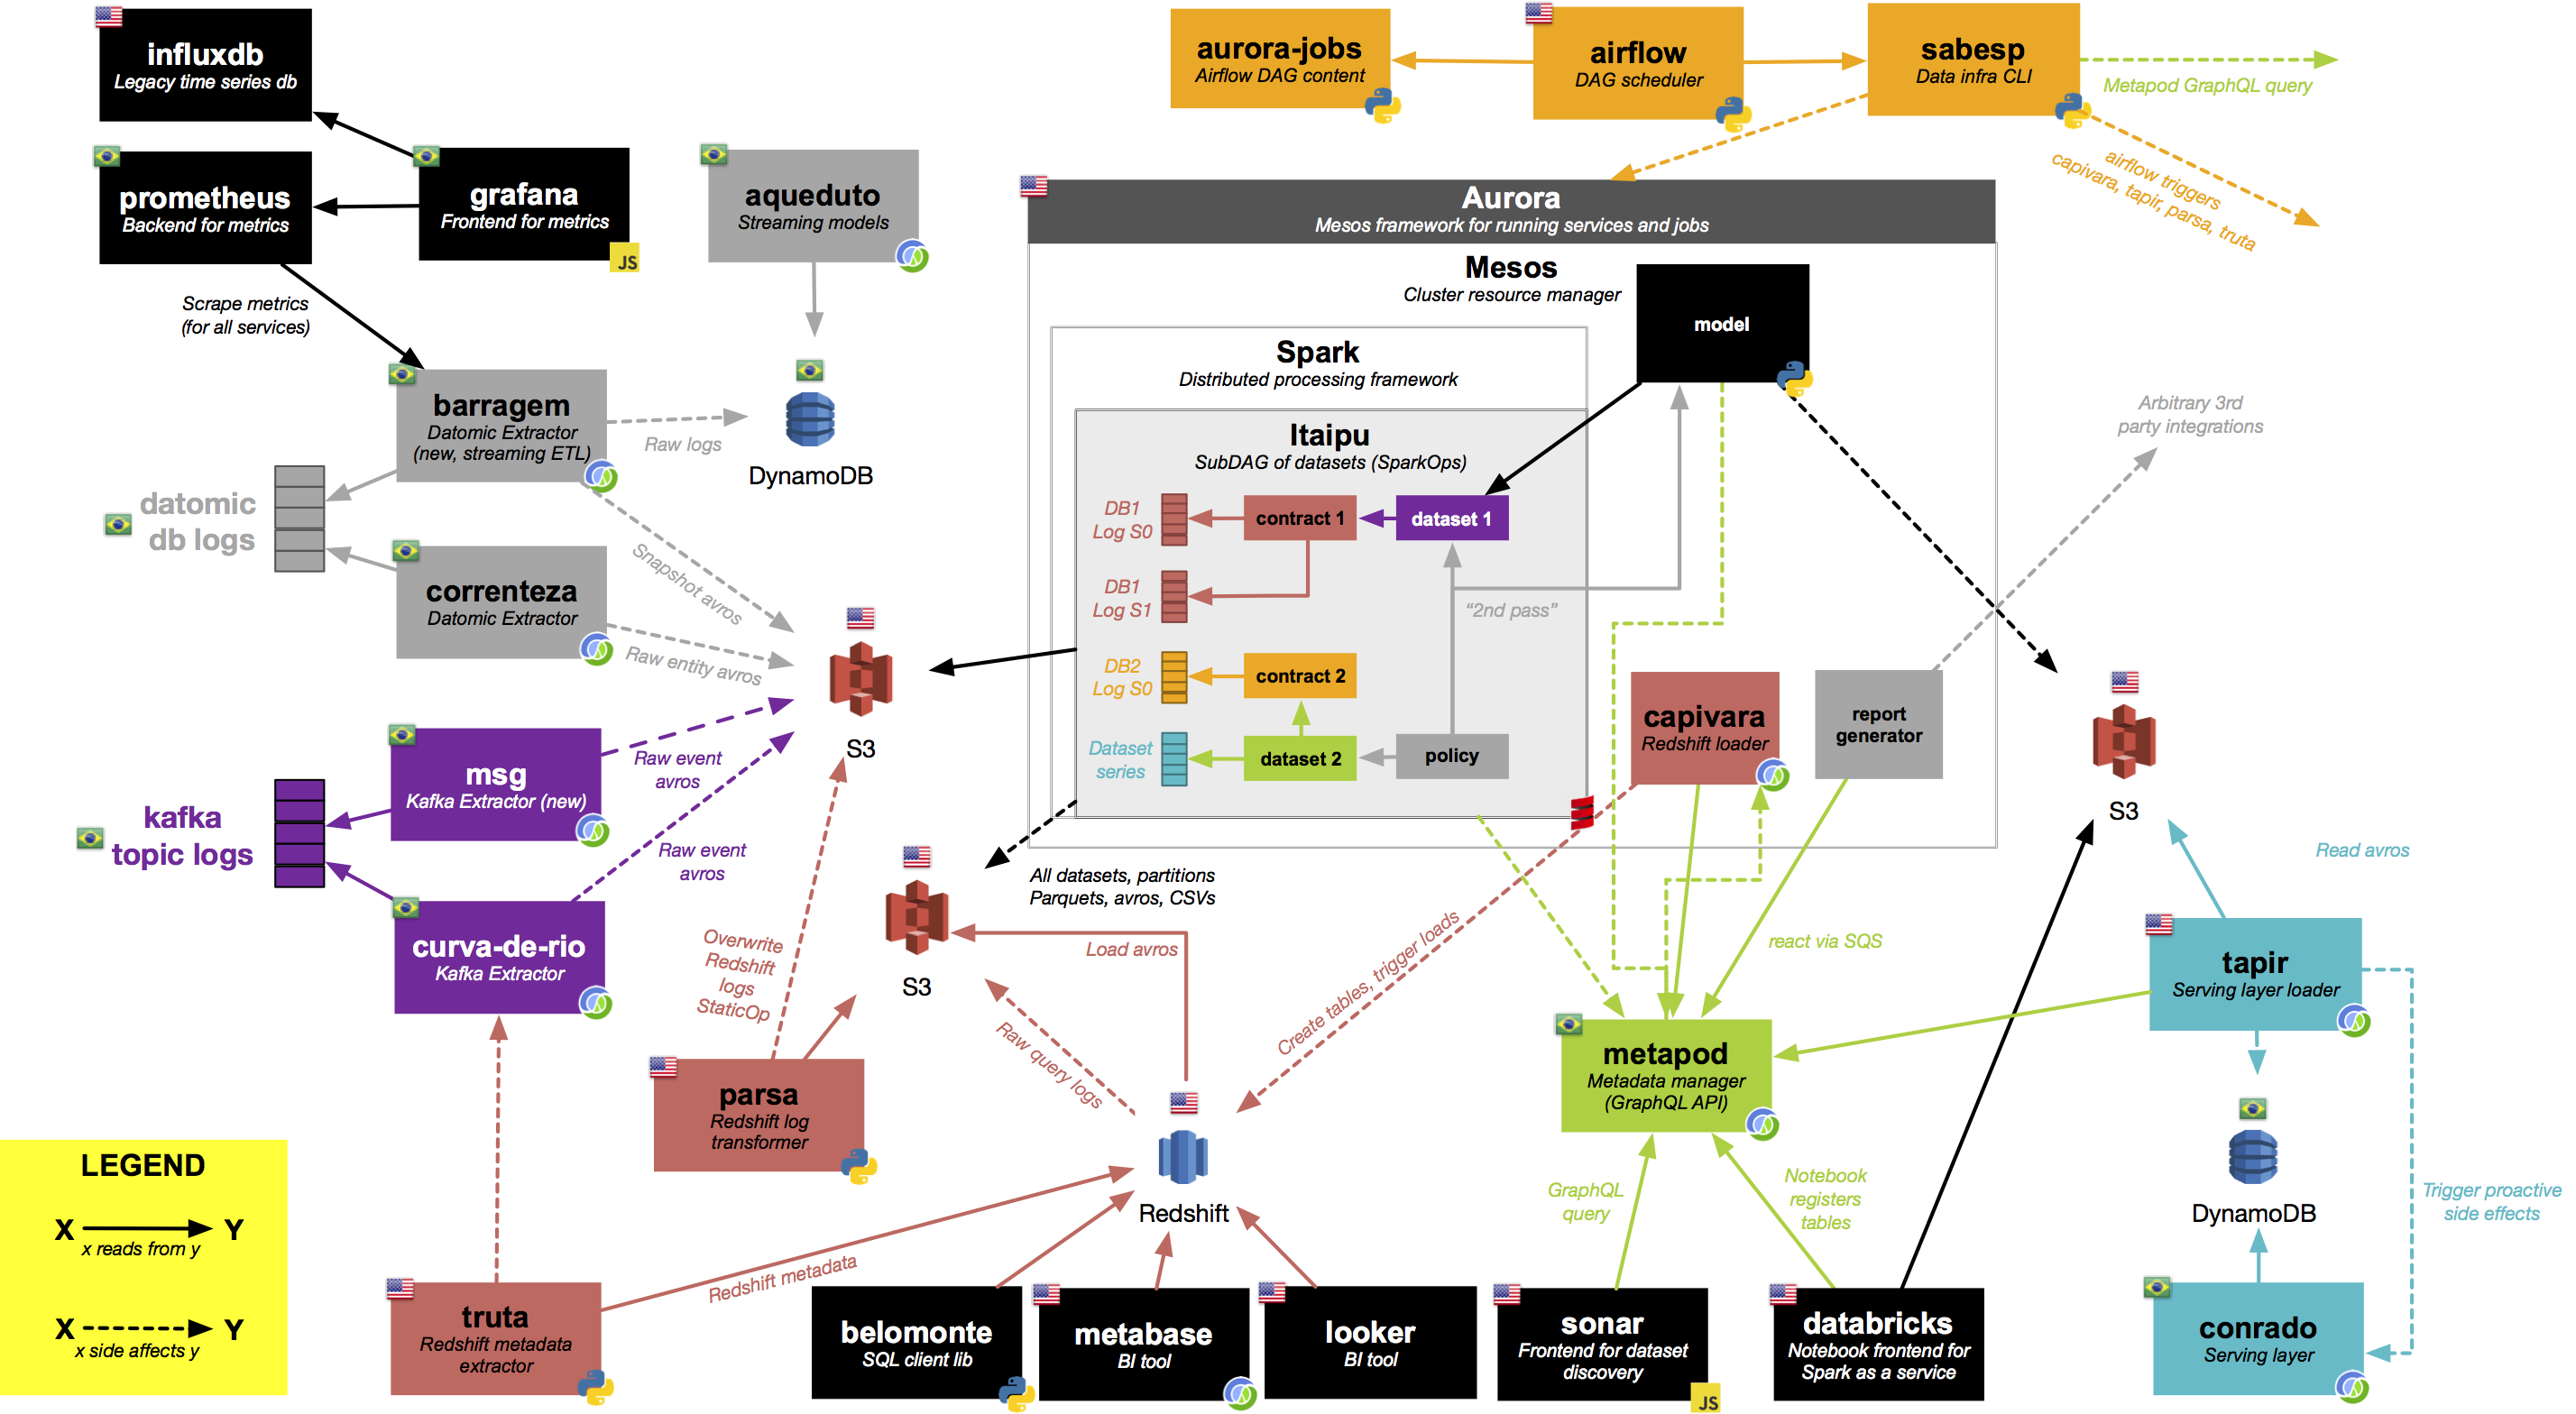 influxdb
Legacy time series db
prometheus
Backend for metrics
grafana
Frontend for metrics
JS
Scrape metrics
(for all services)
aqueduto
Streaming models
DynamoDB
barragem
Datomic Extractor
(new, streaming ETL)
Raw logs
datomic
db logs
correnteza
Datomic Extractor
Snapshot avros
Raw entity avros
S3
msg
Kafka Extractor (new)
Raw event
avros
kafka
topic logs
Raw event
avros
curva-de-rio
Kafka Extractor
aurora-jobs
Airflow DAG content
airflow
DAG scheduler
sabesp
Data infra CLI
Metapod GraphQL query
airflow triggers
capivara, tapir, parsa, truta
Aurora
Mesos framework for running services and jobs
Mesos
Cluster resource manager
model
Spark
Distributed processing framework
Itaipu
SubDAG of datasets (SparkOps)
DB1
Log S0
contract 1
dataset 1
DB1
Log S1
"2nd pass"
DB2
Log S0
contract 2
Dataset
series
dataset 2
policy
capivara
Redshift loader
report
generator
Arbitrary 3rd
party integrations
S3
All datasets, partitions
Parquets, avros, CSVs
S3
Load avros
Overwrite
Redshift
logs
StaticOp
Raw query logs
Create tables, trigger loads
react via SQS
Read avros
tapir
Serving layer loader
metapod
Metadata manager
(GraphQL API)
parsa
Redshift log
transformer
Redshift
GraphQL
query
Notebook
registers
tables
DynamoDB
Trigger proactive
side effects
LEGEND
X Y
x reads from y
X Y
x side affects y
truta
Redshift metadata
extractor
Redshift metadata
belomonte
SQL client lib
metabase
BI tool
looker
BI tool
sonar
Frontend for dataset
discovery
JS
databricks
Notebook frontend for
Spark as a service
conrado
Serving layer